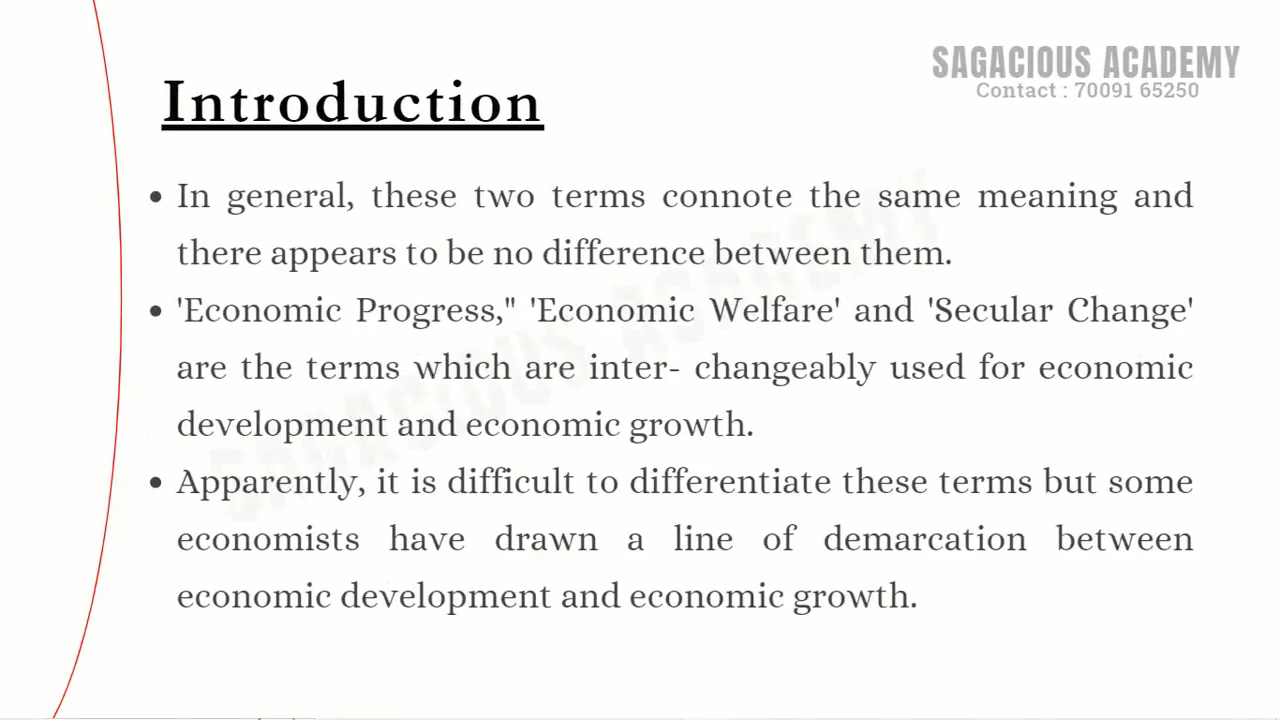 SAGACIOUS ACADEMY
Contact : 70091 65250
Introduction
• In general, these two terms connote the same meaning and
there appears to be no difference between them.
• 'Economic Progress,'' 'Economic Welfare' and 'Secular Change'
are the terms which are inter- changeably used for economic
development and economic growth.
• Apparently, it is difficult to differentiate these terms but some
economists have drawn a line of demarcation between
economic development and economic growth.
SAGACIOUS ACADEMY